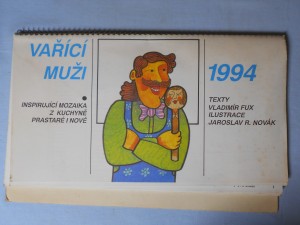 VAŘÍCÍ
MUŽI
INSPIRUJÍCÍ MOZAIKA
Z KUCHYNĚ
PRASTARÉ I NOVÉ
1994
TEXTY
VLADIMÍR FUX
ILUSTRACE
JAROSLAV R. NOVÁK